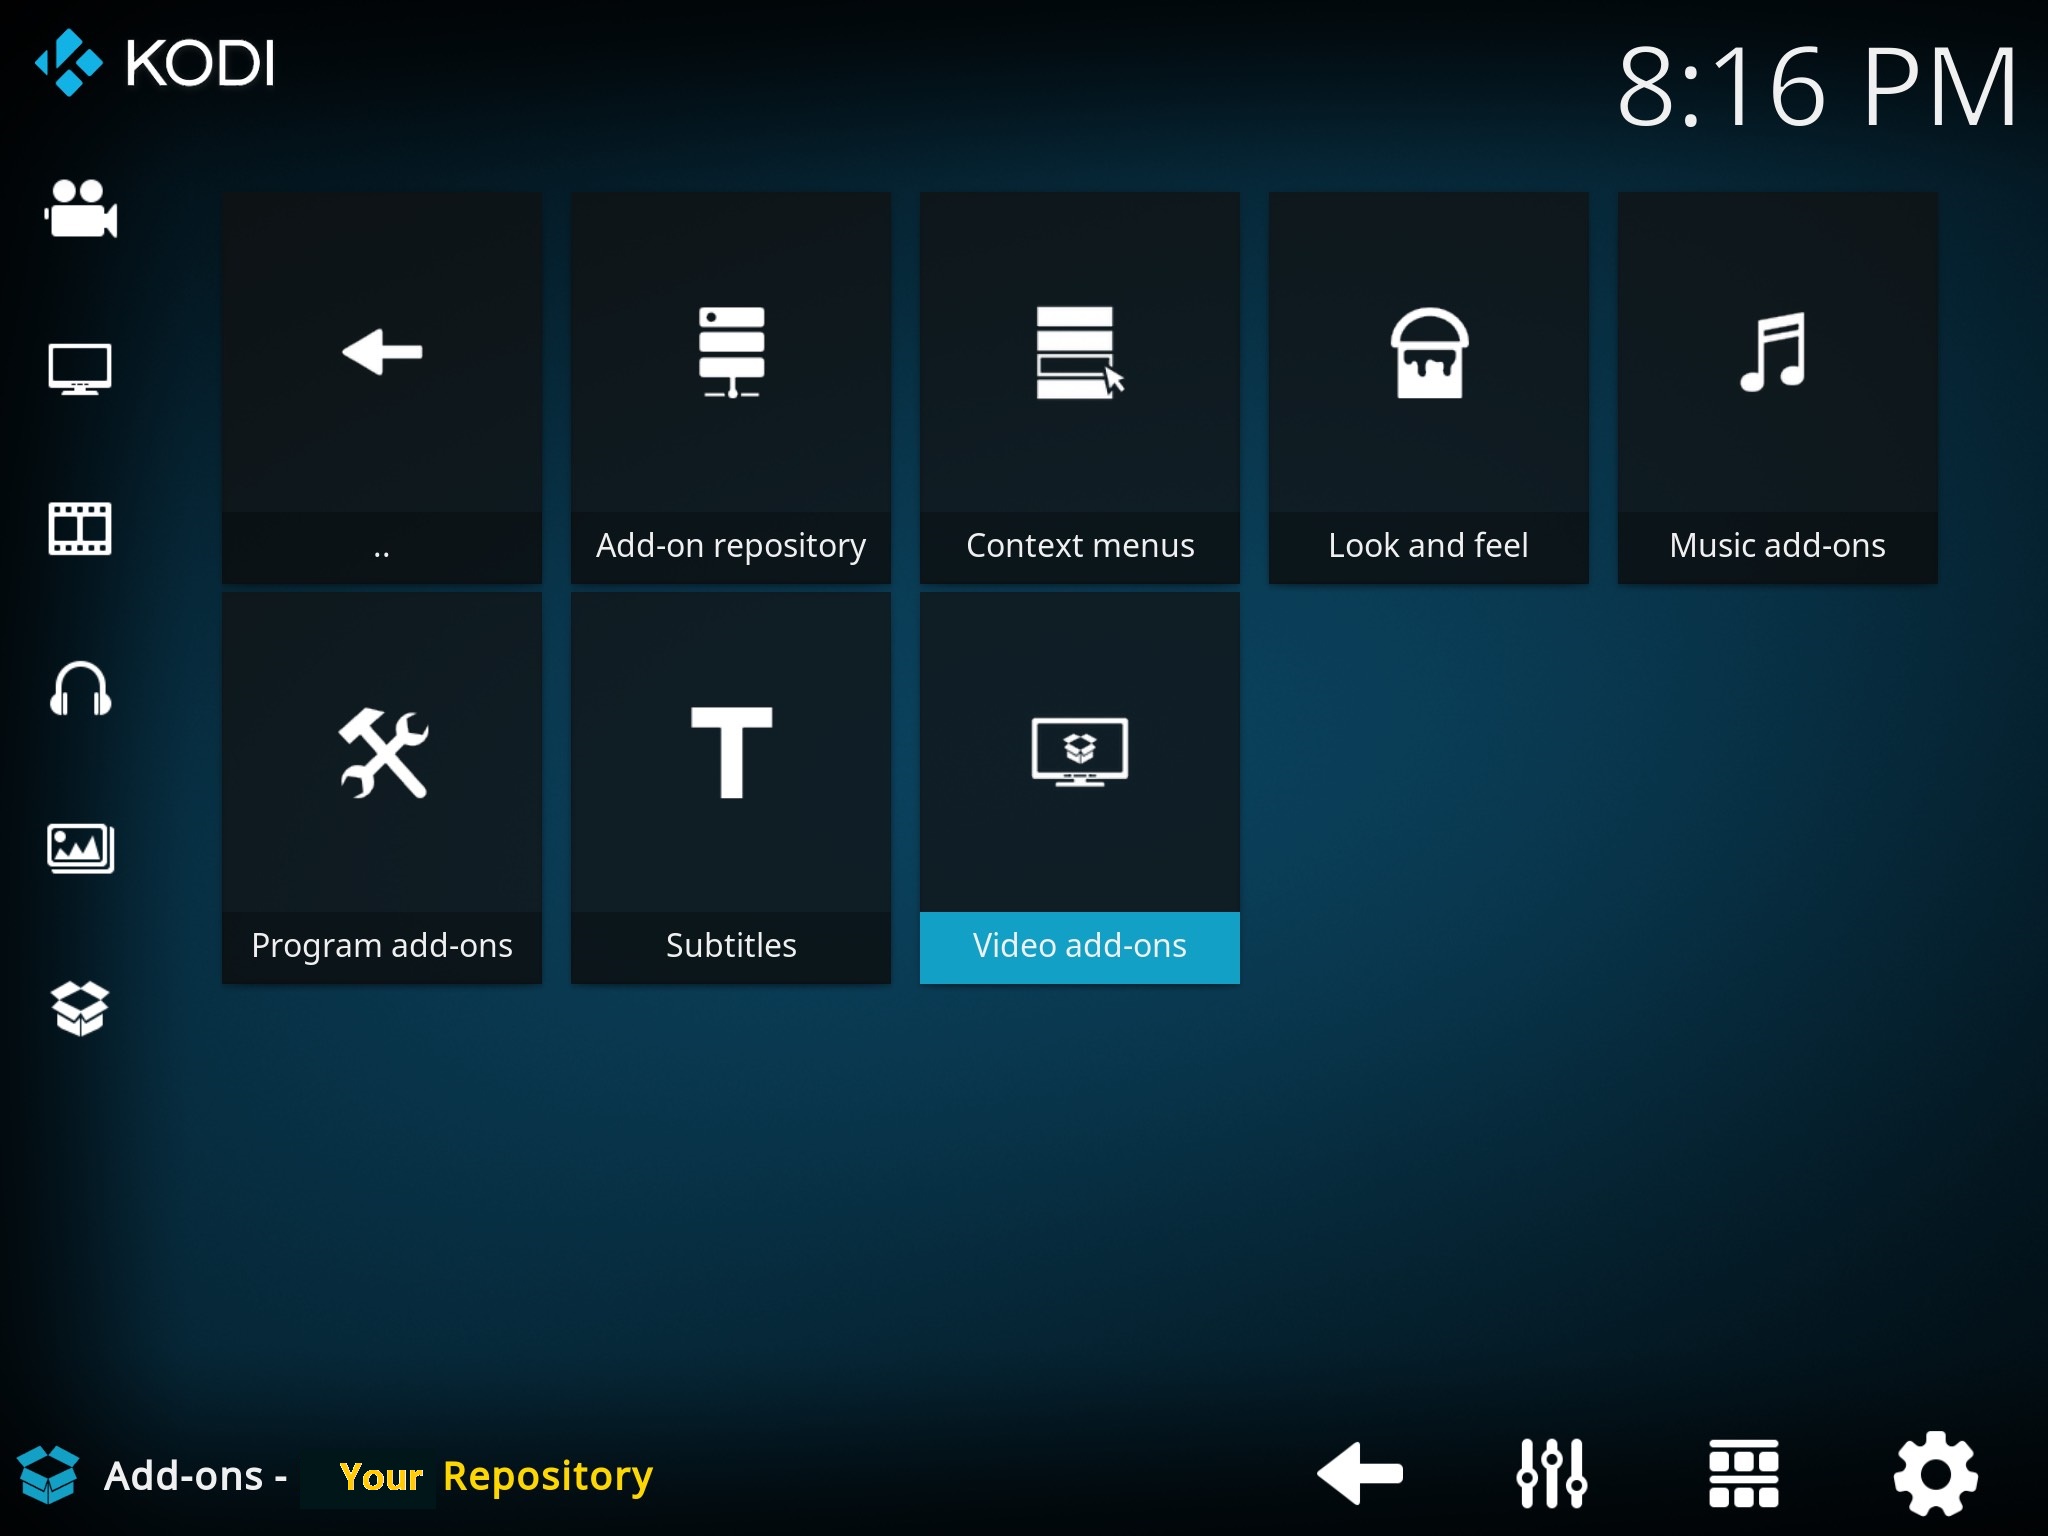 KODI
8:16 PM
..
Add-on repository
Context menus
Look and feel
Music add-ons
Program add-ons
Subtitles
Video add-ons
Add-ons - Your Repository